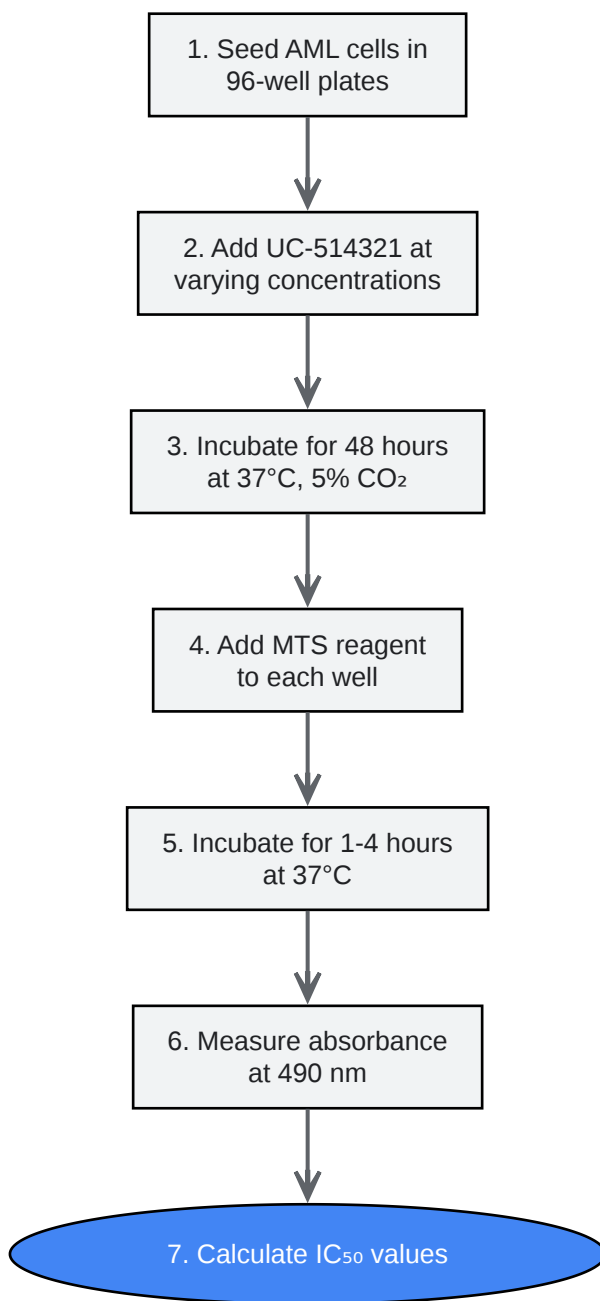 1. Seed AML cells in
96-well plates
2. Add UC-514321 at
varying concentrations
3. Incubate for 48 hours
at 37°C, 5% CO₂
4. Add MTS reagent
to each well
5. Incubate for 1-4 hours
at 37°C
6. Measure absorbance
at 490 nm
7. Calculate IC₅₀ values